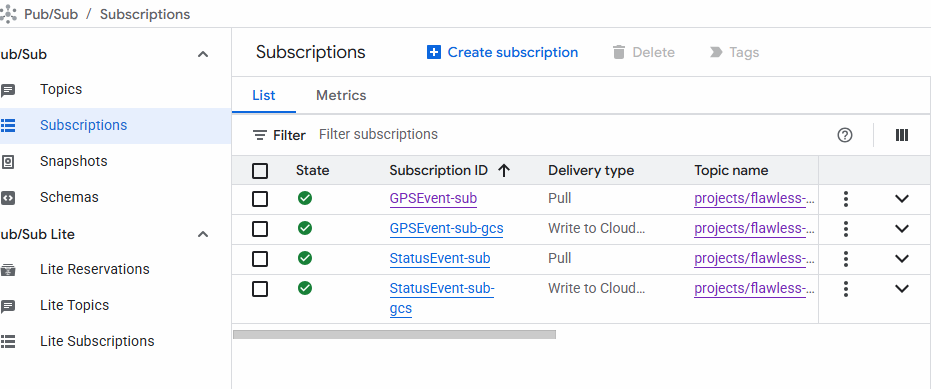 Pub/Sub / Subscriptions
ub/Sub
Topics
Subscriptions
Snapshots
Schemas
ub/Sub Lite
Lite Reservations
Lite Topics
Lite Subscriptions
Subscriptions Create subscription Delete Tags
List Metrics
Filter Filter subscriptions
State Subscription ID Delivery type Topic name
GPSEvent-sub Pull projects/flawless-...
GPSEvent-sub-gcs Write to Cloud... projects/flawless-...
StatusEvent-sub Pull projects/flawless-...
StatusEvent-sub- Write to Cloud... projects/flawless-...
gcs